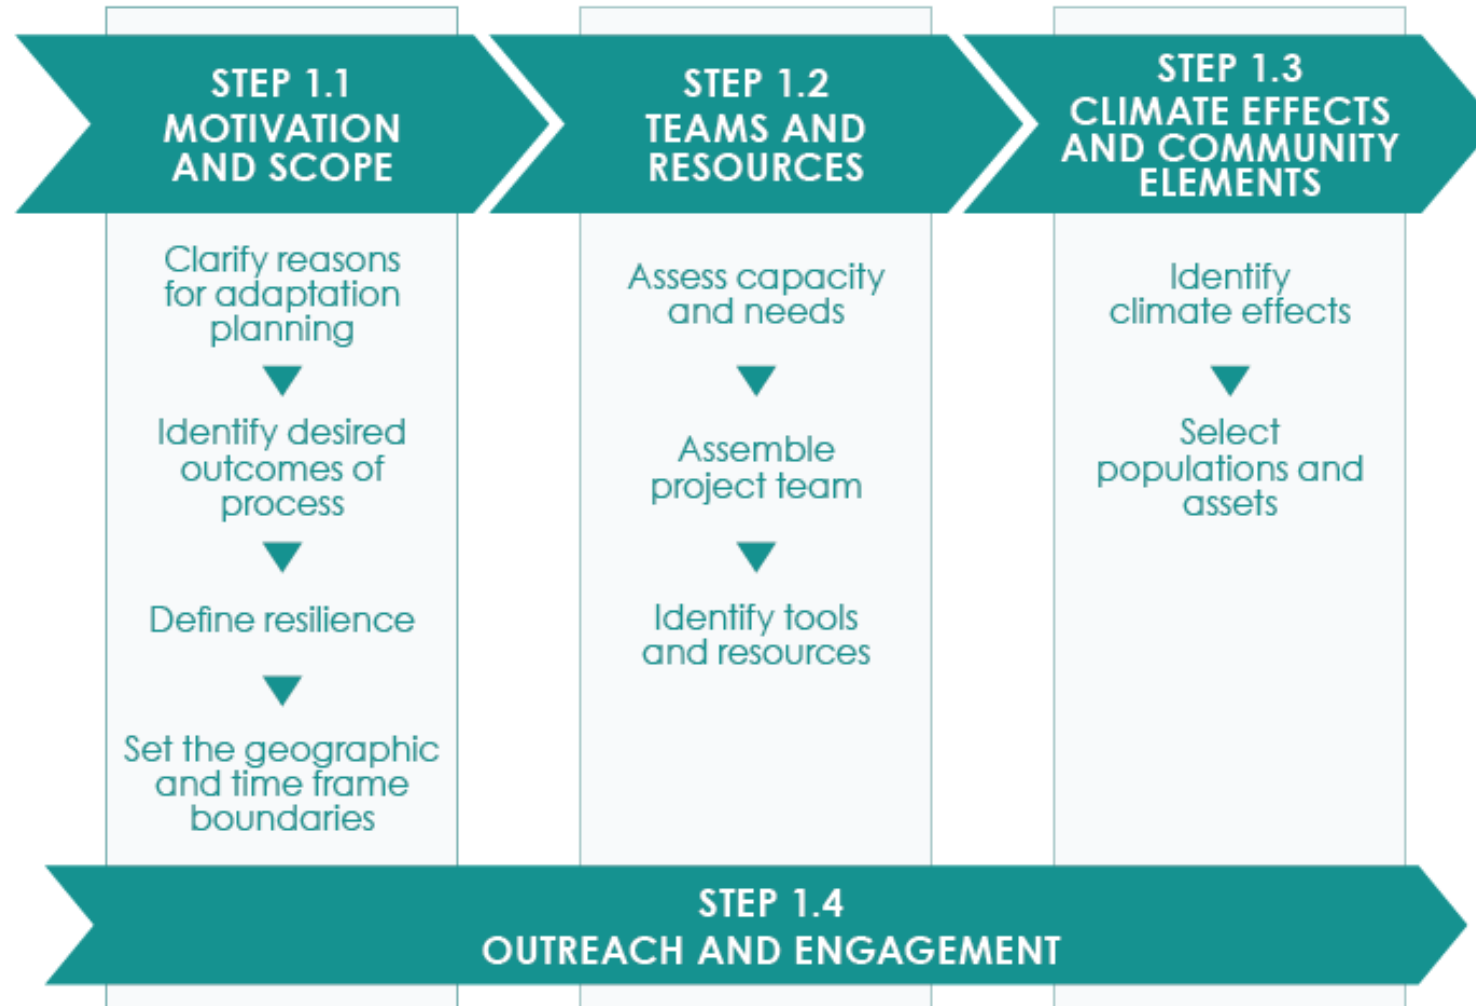 STEP 1.1
MOTIVATION
AND SCOPE
Clarify reasons
for adaptation
planning
Identify desired
outcomes of
process
Define resilience
Set the geographic
and time frame
boundaries
STEP 1.2
TEAMS AND
RESOURCES
Assess capacity
and needs
Assemble
project team
Identify tools
and resources
STEP 1.3
CLIMATE EFFECTS
AND COMMUNITY
ELEMENTS
Identify
climate effects
Select
populations and
assets
STEP 1.4
OUTREACH AND ENGAGEMENT